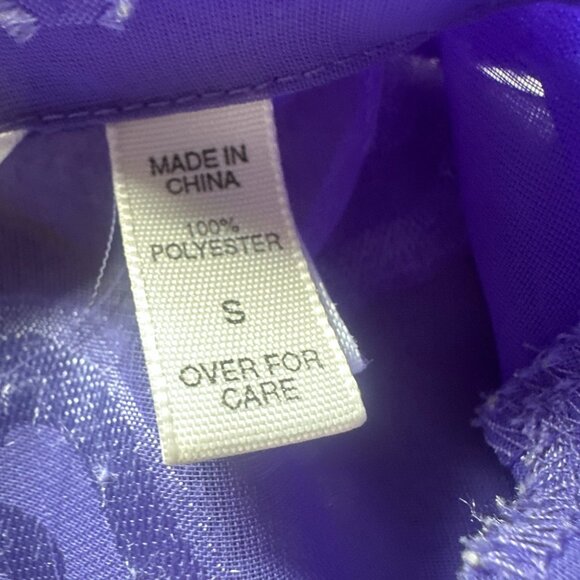 MADE IN
CHINA
100%
POLYESTER
S
OVER FOR
CARE